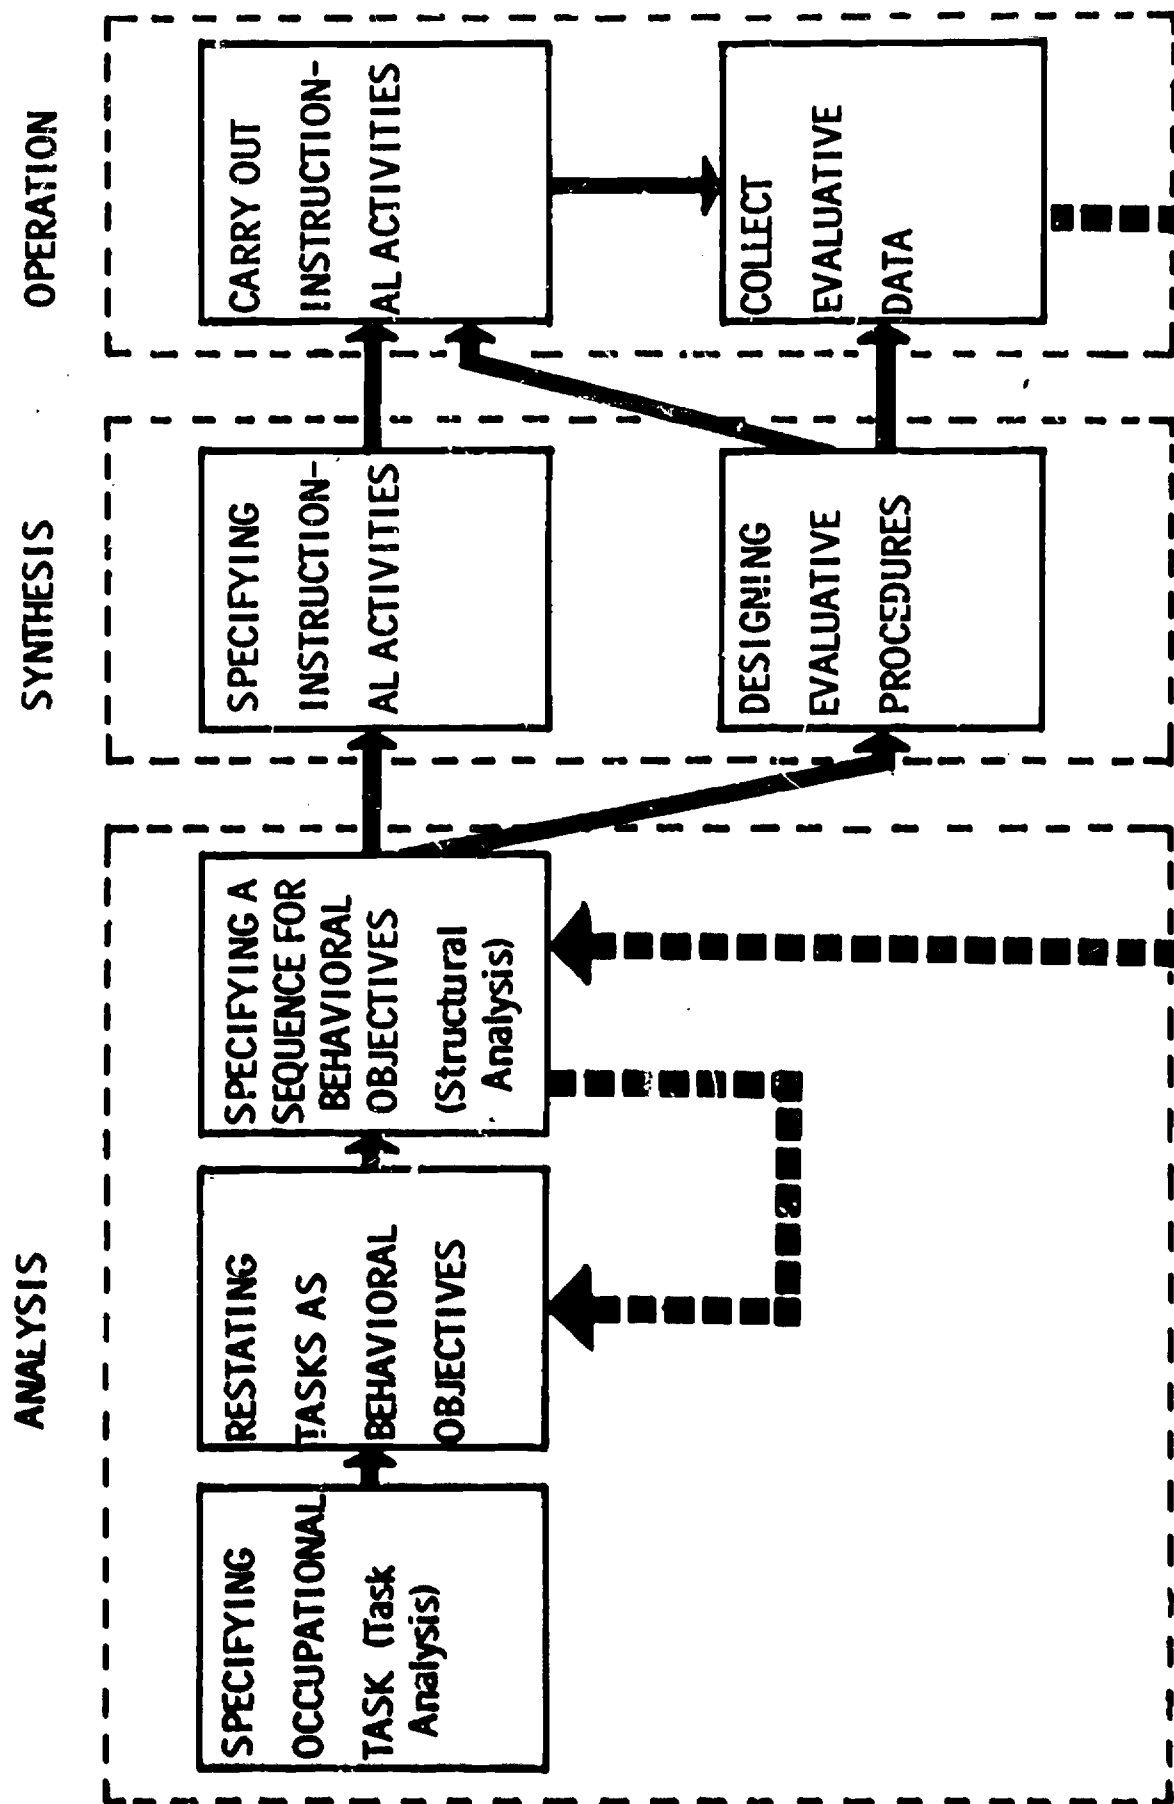 ANALYSIS
SPECIFYING
OCCUPATIONAL
TASK (Task
Analysis)
RESTATING
TASKS AS
BEHAVIORAL
OBJECTIVES
SPECIFYING A
SEQUENCE FOR
BEHAVIORAL
OBJECTIVES
(Structural
Analysis)
SYNTHESIS
SPECIFYING
INSTRUCTION-
AL ACTIVITIES
DESIGNING
EVALUATIVE
PROCEDURES
OPERATION
CARRY OUT
INSTRUCTION-
AL ACTIVITIES
COLLECT
EVALUATIVE
DATA